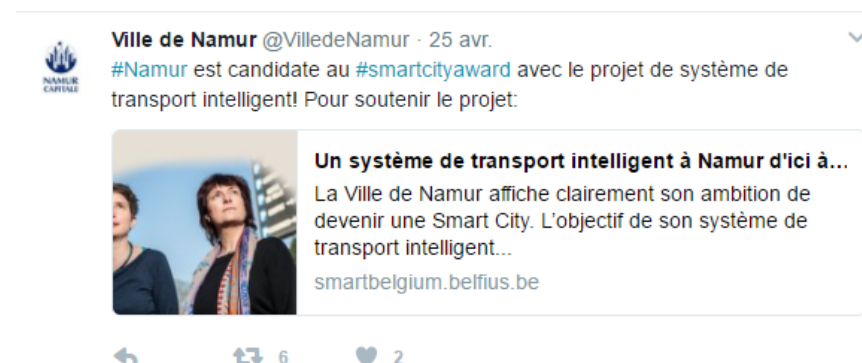 Ville de Namur @VilledeNamur · 25 avr.
#Namur est candidate au #smartcityaward avec le projet de système de
transport intelligent! Pour soutenir le projet:
NAMUR
CAPITALE
Un système de transport intelligent à Namur d'ici à...
La Ville de Namur affiche clairement son ambition de
devenir une Smart City. L'objectif de son système de
transport intelligent...
smartbelgium.belfius.be
6
2